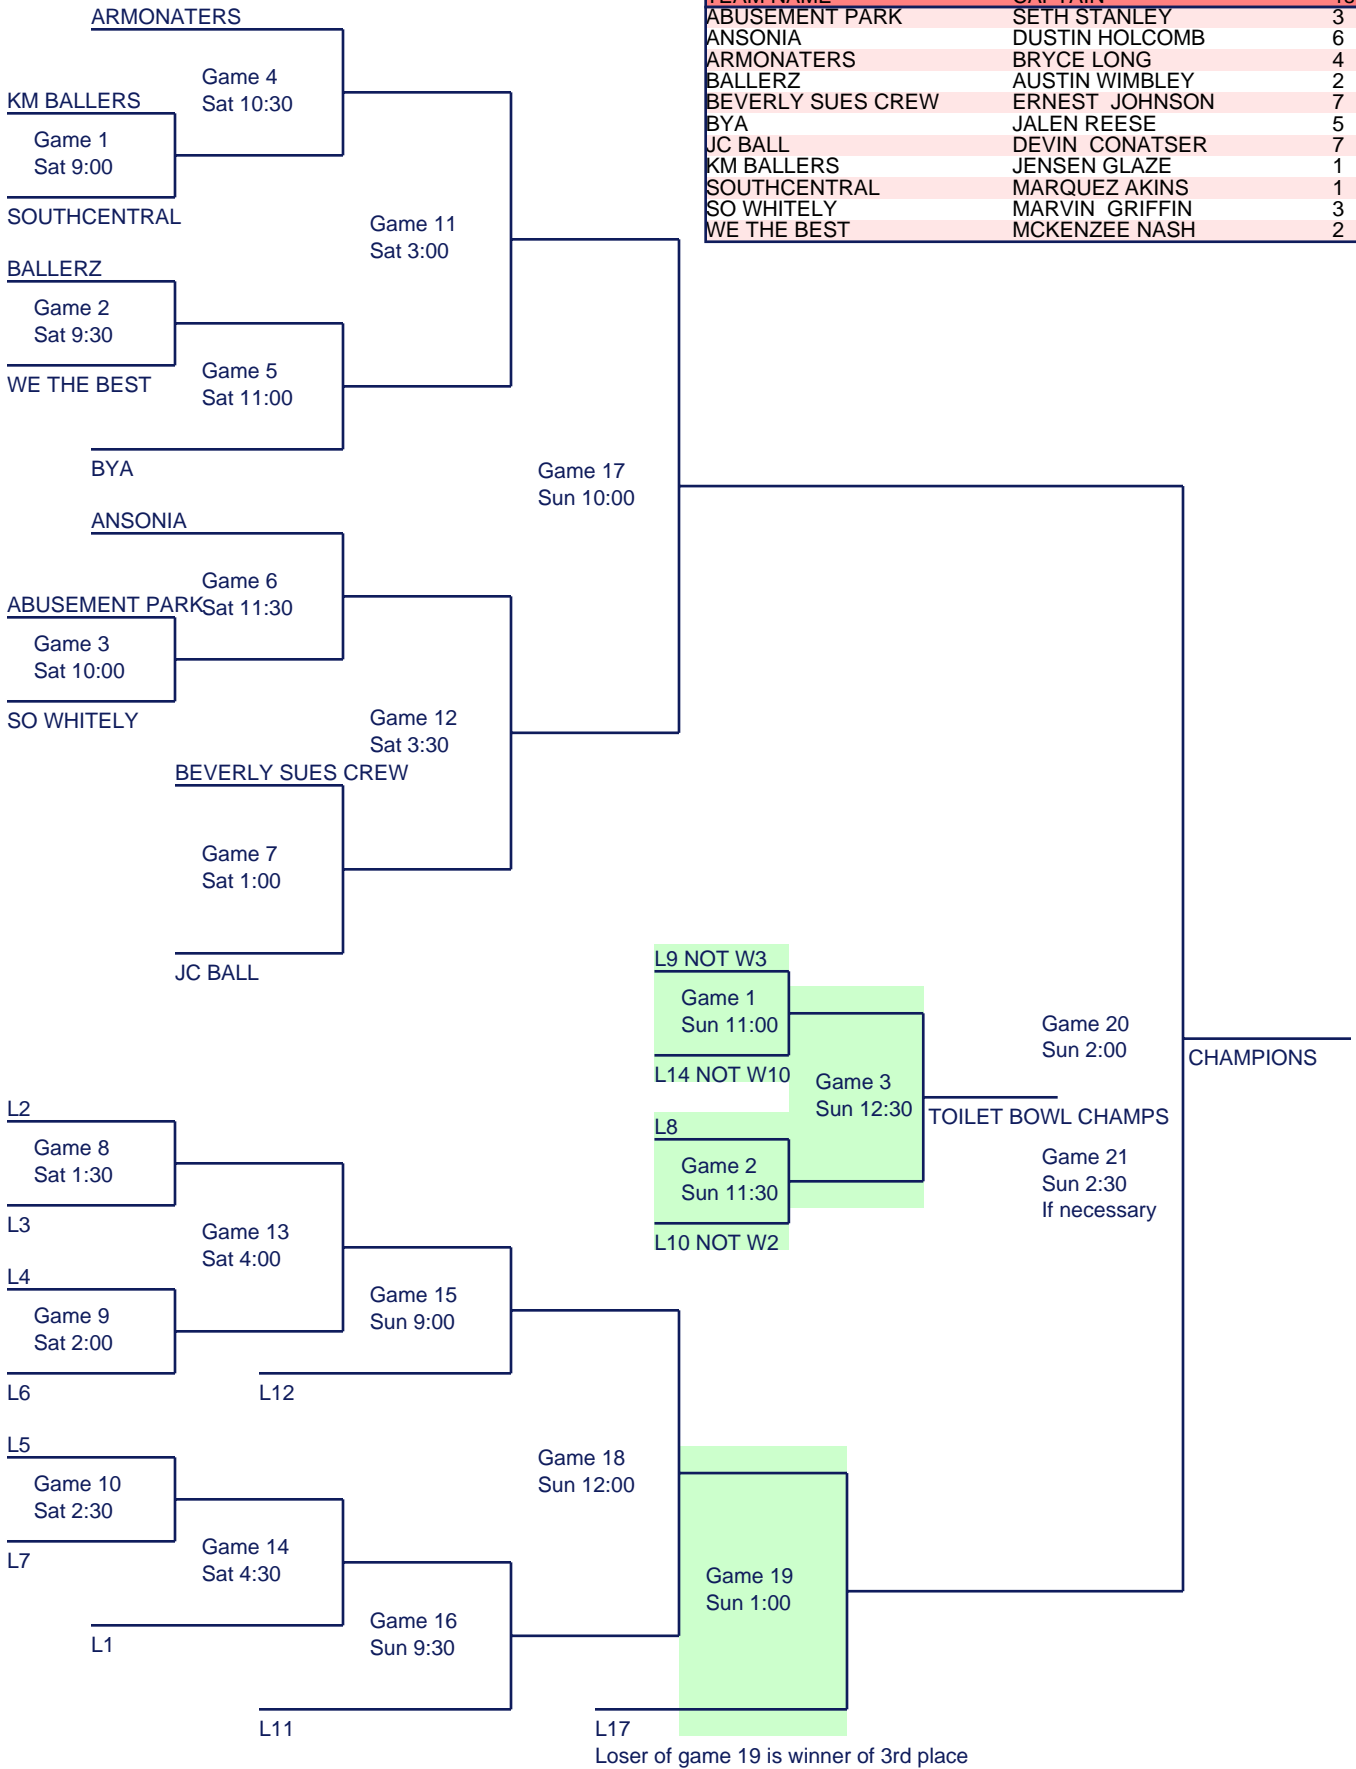 ARMONATERS
TEAM NAME CAPTAIN
ABUSEMENT PARK SETH STANLEY 3
ANSONIA DUSTIN HOLCOMB 6
ARMONATERS BRYCE LONG 4
BALLERZ AUSTIN WIMBLEY 2
BEVERLY SUES CREW ERNEST JOHNSON 7
BYA JALEN REESE 5
JC BALL DEVIN CONATSER 7
KM BALLERS JENSEN GLAZE 1
SOUTHCENTRAL MARQUEZ AKINS 1
SO WHITELY MARVIN GRIFFIN 3
WE THE BEST MCKENZEE NASH 2
Game 4
Sat 10:30
KM BALLERS
Game 1
Sat 9:00
SOUTHCENTRAL
Game 11
Sat 3:00
BALLERZ
Game 2
Sat 9:30
WE THE BEST
Game 5
Sat 11:00
BYA
Game 17
Sun 10:00
ANSONIA
Game 6
Sat 11:30
ABUSEMENT PARK
Game 3
Sat 10:00
SO WHITELY
Game 12
Sat 3:30
BEVERLY SUES CREW
Game 7
Sat 1:00
JC BALL
L9 NOT W3
Game 1
Sun 11:00
L14 NOT W10
Game 3
Sun 12:30
L8
Game 2
Sun 11:30
L10 NOT W2
TOILET BOWL CHAMPS
Game 20
Sun 2:00
CHAMPIONS
Game 21
Sun 2:30
If necessary
L2
Game 8
Sat 1:30
L3
Game 13
Sat 4:00
L4
Game 9
Sat 2:00
L6
Game 15
Sun 9:00
L12
L5
Game 10
Sat 2:30
L7
Game 14
Sat 4:30
L1
Game 16
Sun 9:30
L11
Game 18
Sun 12:00
Game 19
Sun 1:00
L17
Loser of game 19 is winner of 3rd place